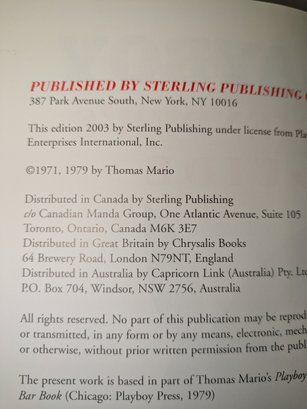 PUBLISHED BY STERLING PUBLISHING
387 Park Avenue South, New York, NY 10016
This edition 2003 by Sterling Publishing under license from
Enterprises International, Inc.
©1971, 1979 by Thomas Mario
Distributed in Canada by Sterling Publishing
c/o Canadian Manda Group, One Atlantic Avenue, Suite 105
Toronto, Ontario, Canada M6K 3E7
Distributed in Great Britain by Chrysalis Books
64 Brewery Road, London N79NT, England
Distributed in Australia by Capricorn Link (Australia) Pty.
P.O. Box 704, Windsor, NSW 2756, Australia
All rights reserved. No part of this publication may be
or transmitted, in any form or by any means, electronic,
or otherwise, without prior written permission from the
The present work is based in part of Thomas Mario's Playboy
Bar Book (Chicago: Playboy Press, 1979)